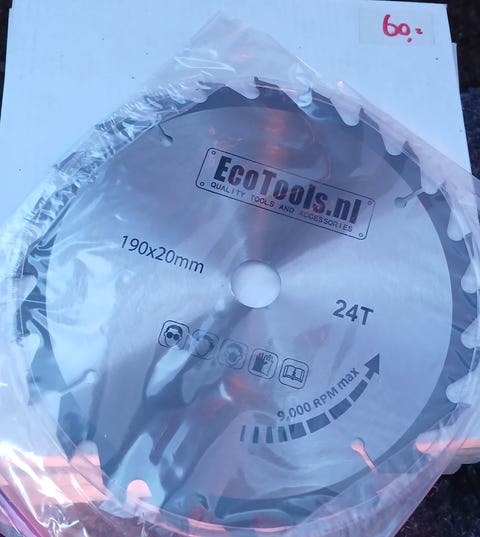 60,=
EcoTools.nl
QUALITY TOOLS AND ACCESSORIES
190x20mm
24T
9,000 RPM max